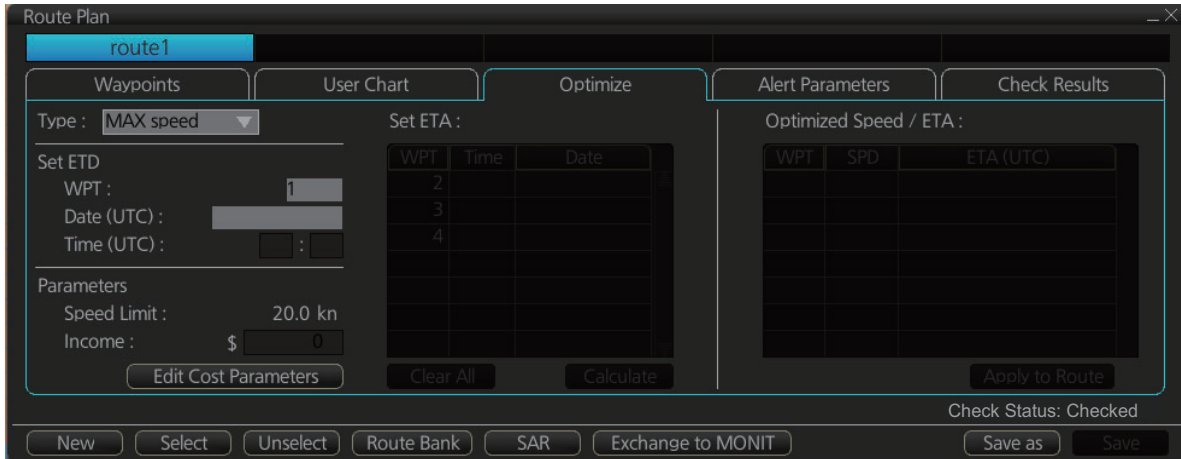 Route Plan
route1
Waypoints User Chart Optimize Alert Parameters Check Results
Type : MAX speed Set ETA : Optimized Speed / ETA :
Set ETD WPT Time Date WPT SPD ETA (UTC)
WPT : 1 2
Date (UTC) : 3
Time (UTC) : : 4
Parameters
Speed Limit : 20.0 kn
Income : $ 0
Edit Cost Parameters Clear All Calculate Apply to Route
Check Status: Checked
New Select Unselect Route Bank SAR Exchange to MONIT Save as Save